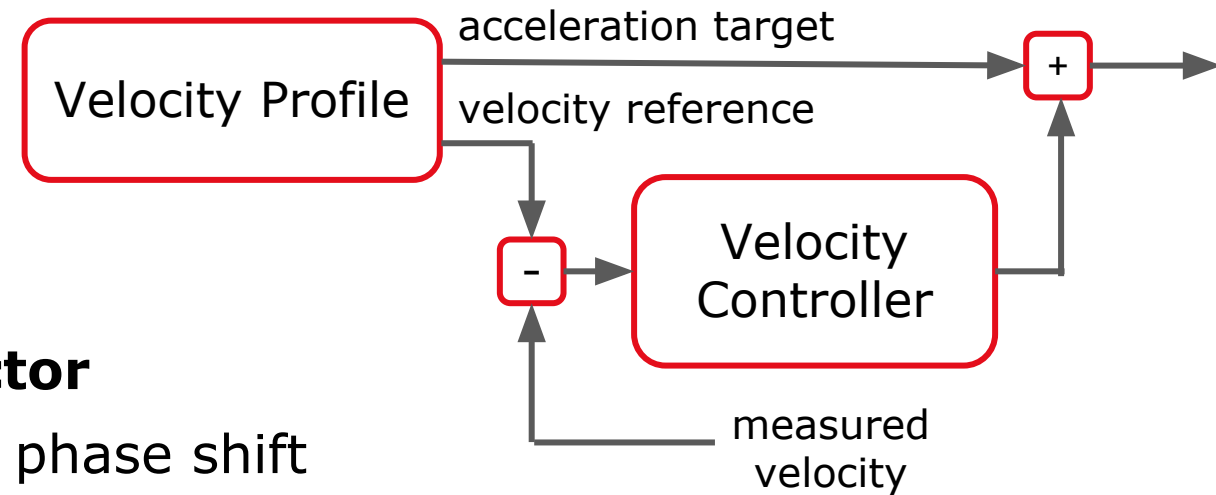 acceleration target
Velocity Profile
+
velocity reference
Velocity
Controller
-
phase shift
measured
velocity